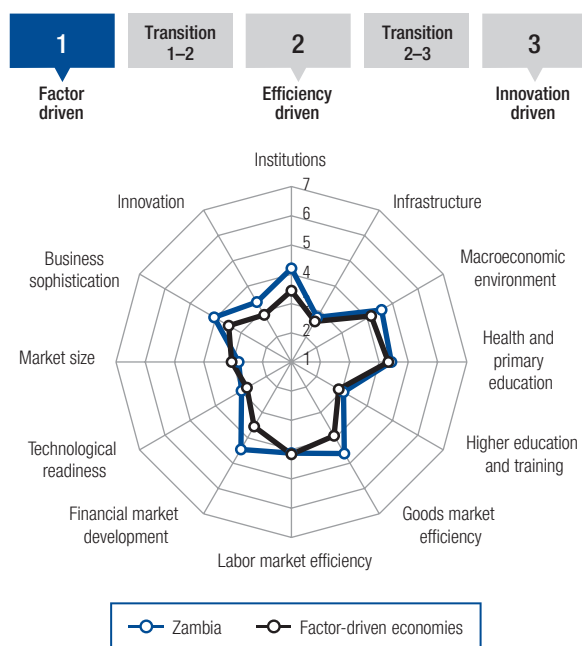 1
Transition
1–2
2
Transition
2–3
3
Factor
driven
Efficiency
driven
Innovation
driven
Institutions
7
Innovation
Infrastructure
6
Business
sophistication
5
Macroeconomic
environment
4
Market size
2
1
Health and
primary
education
Technological
readiness
Higher education
and training
Financial market
development
Goods market
efficiency
Labor market efficiency
Zambia
Factor-driven economies